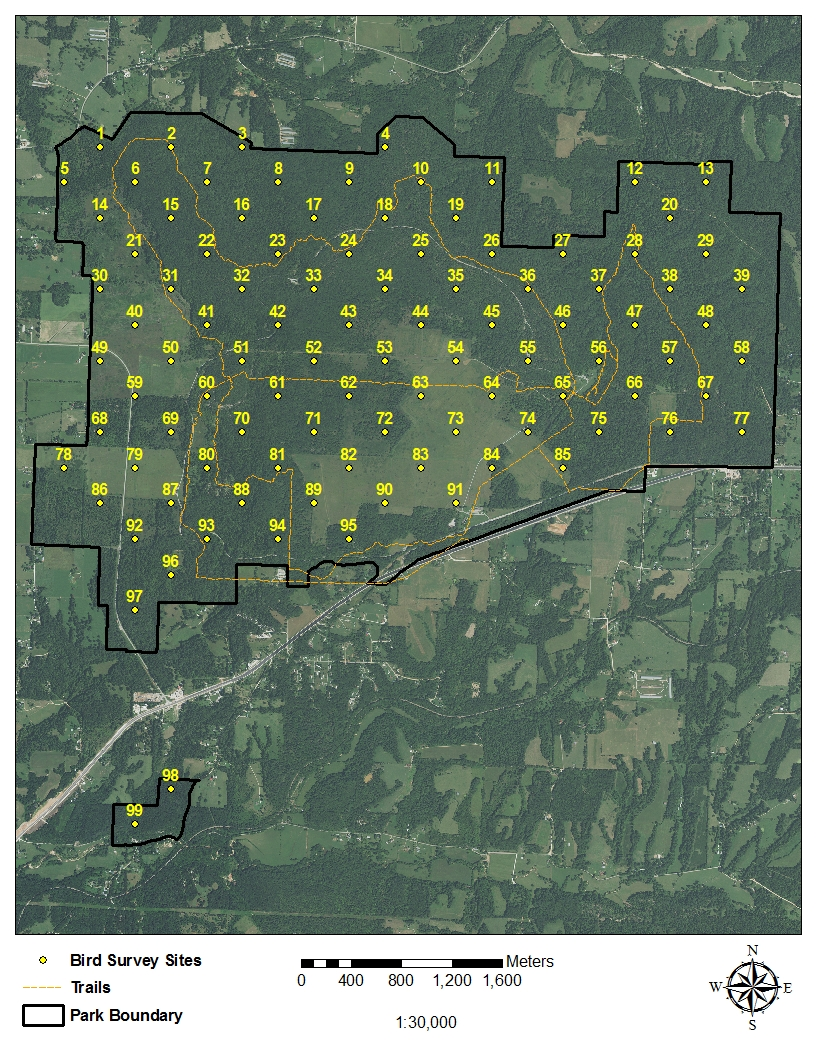 1 2 3 4
5 6 7 8 9 10 11 12 13
14 15 16 17 18 19 20
21 22 23 24 25 26 27 28 29
30 31 32 33 34 35 36 37 38 39
40 41 42 43 44 45 46 47 48
49 50 51 52 53 54 55 56 57 58
59 60 61 62 63 64 65 66 67
68 69 70 71 72 73 74 75 76 77
78 79 80 81 82 83 84 85
86 87 88 89 90 91
92 93 94 95
96
97
98
99
Bird Survey Sites
Trails
Park Boundary
Meters
0 400 800 1,200 1,600
1:30,000
N
W E
S